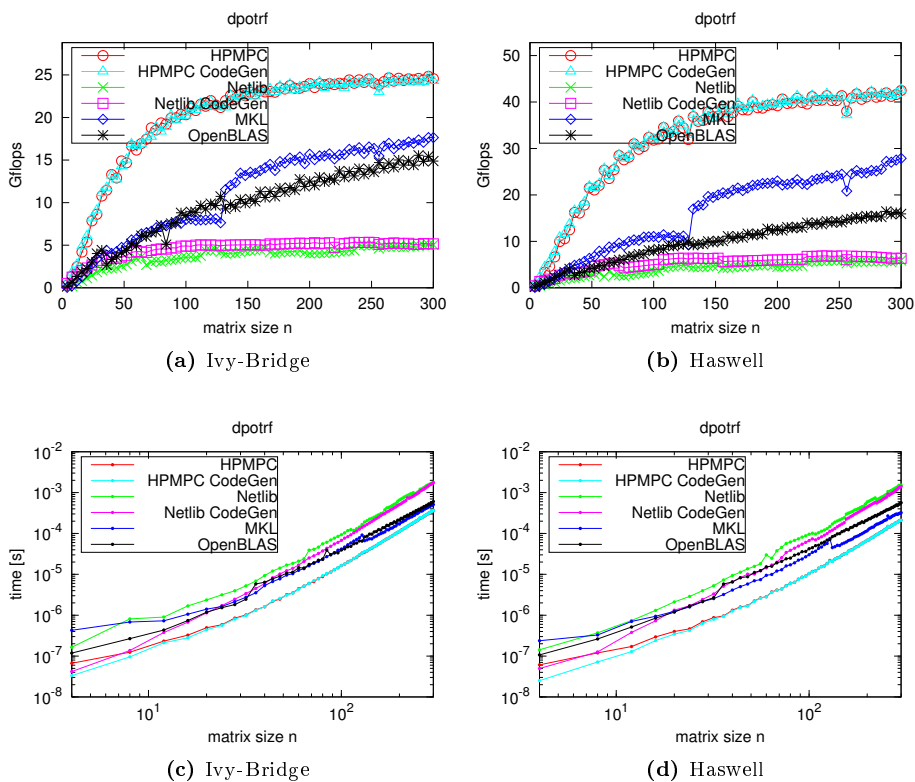 dpotrf
HPMPC
HPMPC CodeGen
Netlib
Netlib CodeGen
MKL
OpenBLAS
Gflops
25
20
15
10
5
0
0 50 100 150 200 250 300
matrix size n
(a) Ivy-Bridge
dpotrf
HPMPC
HPMPC CodeGen
Netlib
Netlib CodeGen
MKL
OpenBLAS
Gflops
50
40
30
20
10
0
0 50 100 150 200 250 300
matrix size n
(b) Haswell
dpotrf
HPMPC
HPMPC CodeGen
Netlib
Netlib CodeGen
MKL
OpenBLAS
time [s]
10⁻²
10⁻³
10⁻⁴
10⁻⁵
10⁻⁶
10⁻⁷
10⁻⁸
10¹ 10²
matrix size n
(c) Ivy-Bridge
dpotrf
HPMPC
HPMPC CodeGen
Netlib
Netlib CodeGen
MKL
OpenBLAS
time [s]
10⁻²
10⁻³
10⁻⁴
10⁻⁵
10⁻⁶
10⁻⁷
10⁻⁸
10¹ 10²
matrix size n
(d) Haswell